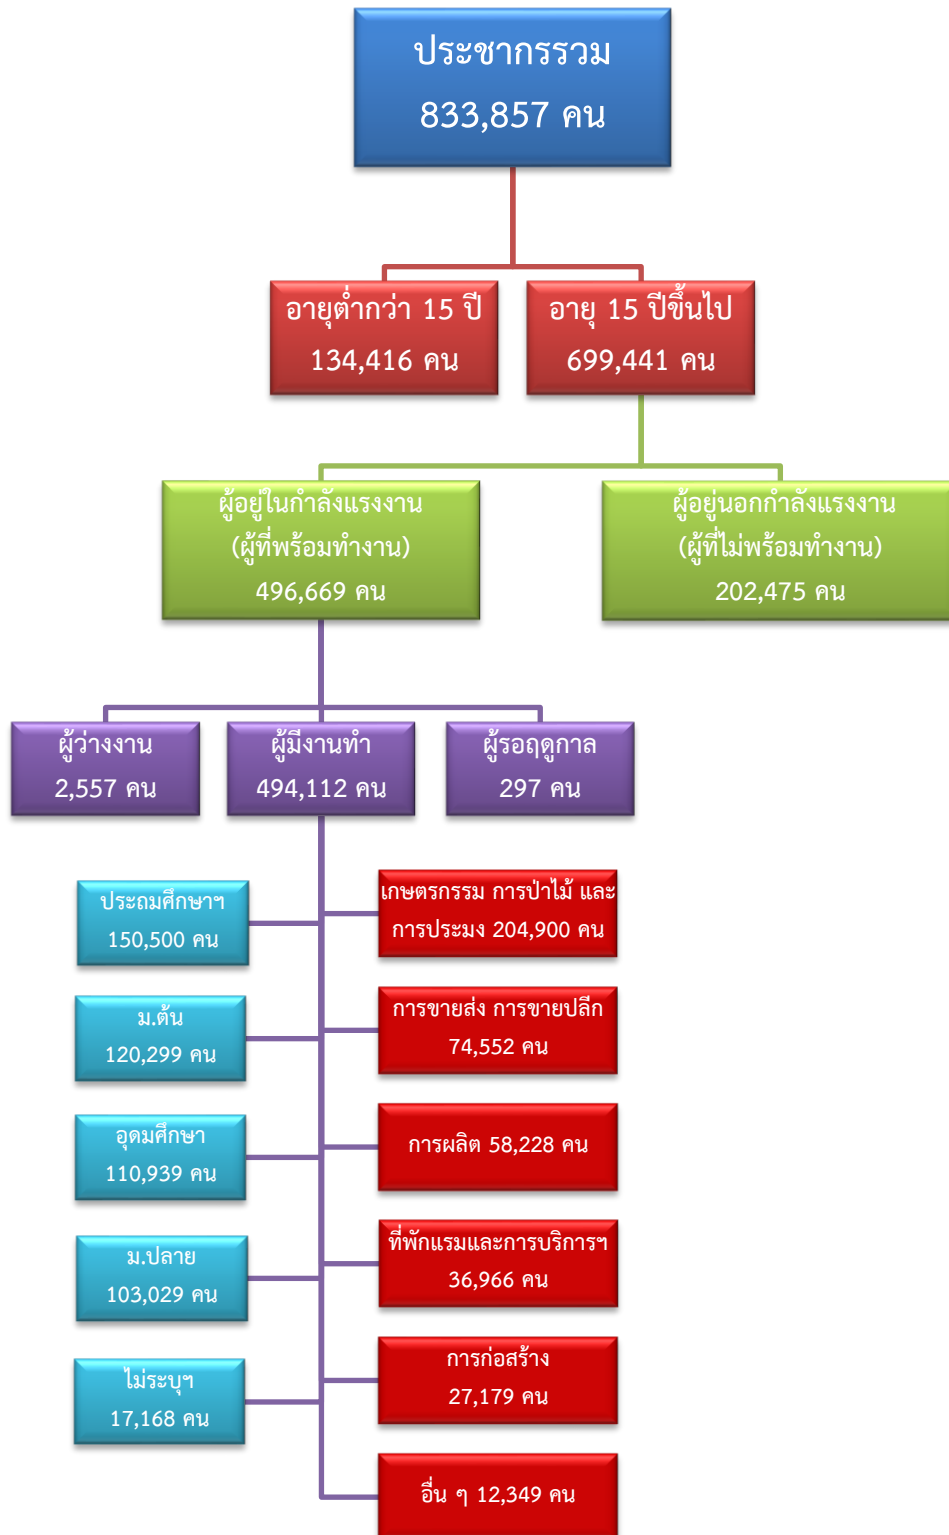 ประชากรรวม
833,857 คน
อายุต่ำกว่า 15 ปี
134,416 คน
อายุ 15 ปีขึ้นไป
699,441 คน
ผู้อยู่ในกำลังแรงงาน
(ผู้ที่พร้อมทำงาน)
496,669 คน
ผู้อยู่นอกกำลังแรงงาน
(ผู้ที่ไม่พร้อมทำงาน)
202,475 คน
ผู้ว่างงาน
2,557 คน
ผู้มีงานทำ
494,112 คน
ผู้รอฤดูกาล
297 คน
ประถมศึกษาฯ
150,500 คน
ม.ต้น
120,299 คน
อุดมศึกษา
110,939 คน
ม.ปลาย
103,029 คน
ไม่ระบุฯ
17,168 คน
เกษตรกรรม การป่าไม้ และ
การประมง 204,900 คน
การขายส่ง การขายปลีก
74,552 คน
การผลิต 58,228 คน
ที่พักแรมและการบริการฯ
36,966 คน
การก่อสร้าง
27,179 คน
อื่น ๆ 12,349 คน